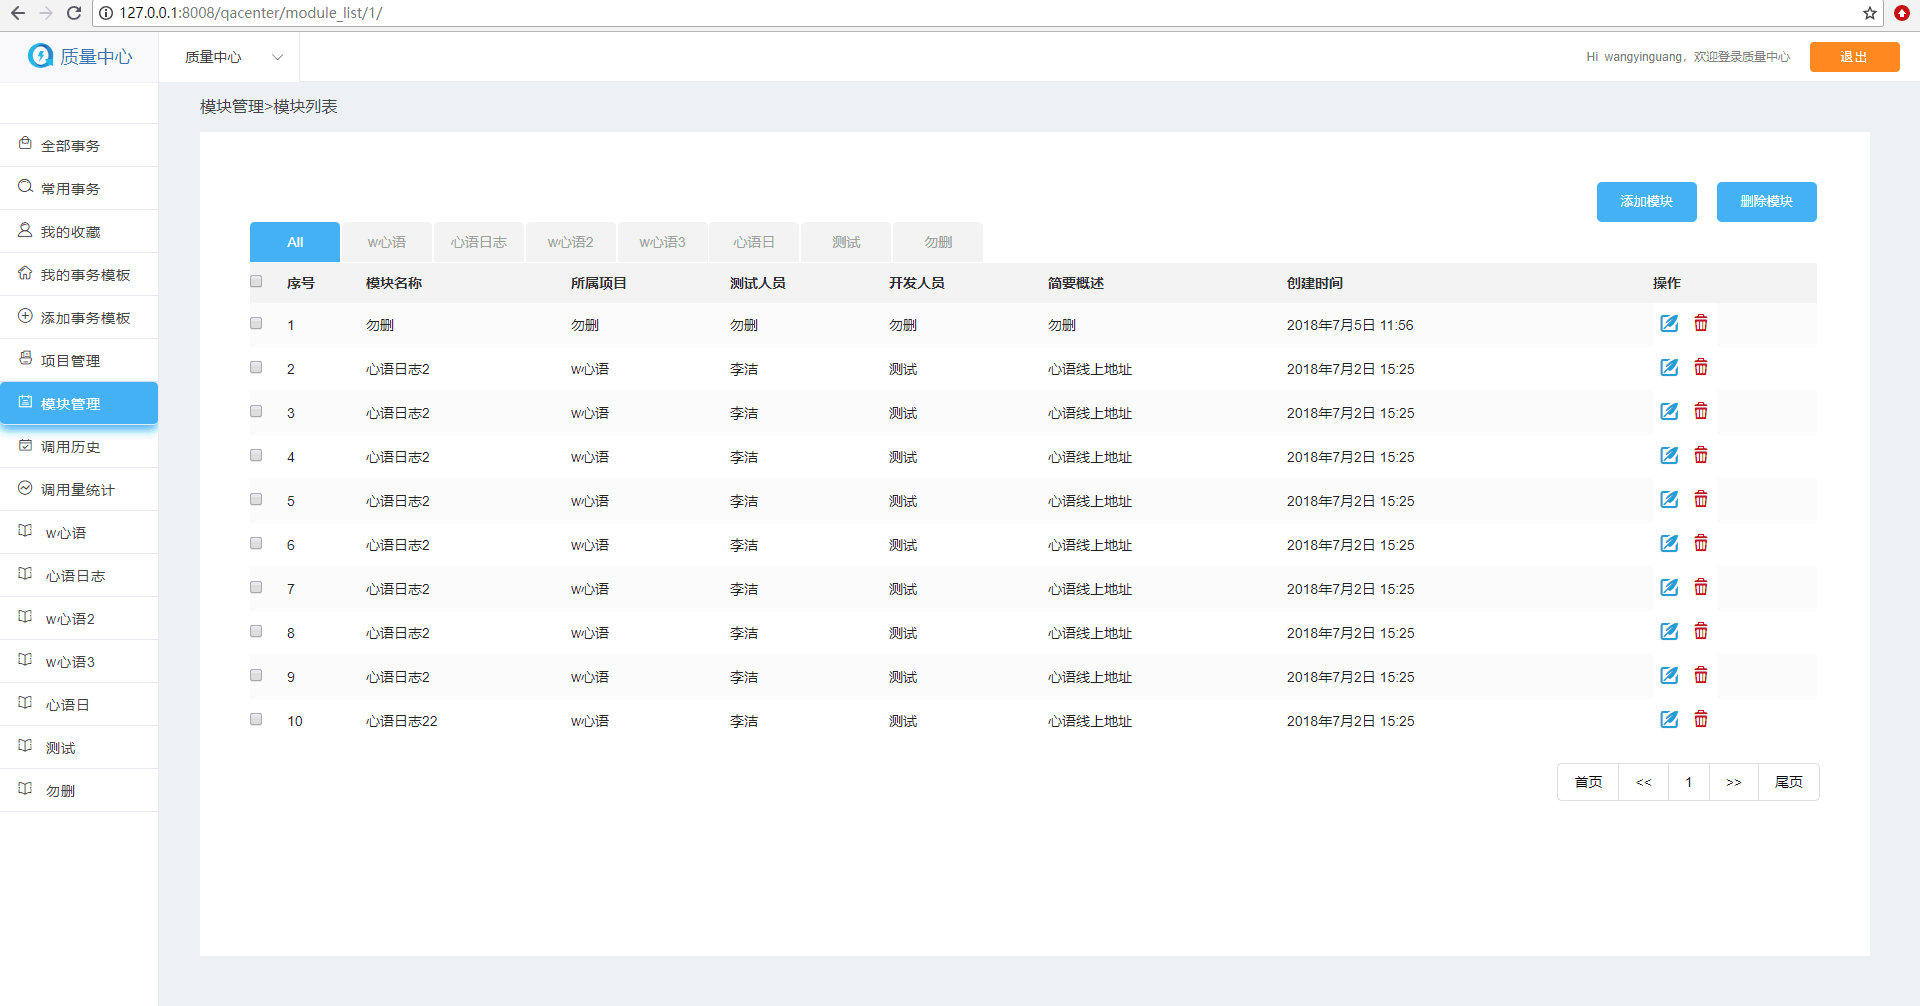 127.0.0.1:8008/qacenter/module_list/1/
质量中心
质量中心
Hi wangyinguang，欢迎登录质量中心
退出
全部事务
常用事务
我的收藏
我的事务模板
添加事务模板
项目管理
模块管理
调用历史
调用量统计
w心语
心语日志
w心语2
w心语3
心语日
测试
勿删
模块管理>模块列表
添加模块 删除模块
All w心语 心语日志 w心语2 w心语3 心语日 测试 勿删
序号 模块名称 所属项目 测试人员 开发人员 简要概述 创建时间 操作
1 勿删 勿删 勿删 勿删 勿删 2018年7月5日 11:56
2 心语日志2 w心语 李洁 测试 心语线上地址 2018年7月2日 15:25
3 心语日志2 w心语 李洁 测试 心语线上地址 2018年7月2日 15:25
4 心语日志2 w心语 李洁 测试 心语线上地址 2018年7月2日 15:25
5 心语日志2 w心语 李洁 测试 心语线上地址 2018年7月2日 15:25
6 心语日志2 w心语 李洁 测试 心语线上地址 2018年7月2日 15:25
7 心语日志2 w心语 李洁 测试 心语线上地址 2018年7月2日 15:25
8 心语日志2 w心语 李洁 测试 心语线上地址 2018年7月2日 15:25
9 心语日志2 w心语 李洁 测试 心语线上地址 2018年7月2日 15:25
10 心语日志22 w心语 李洁 测试 心语线上地址 2018年7月2日 15:25
首页 << 1 >> 尾页